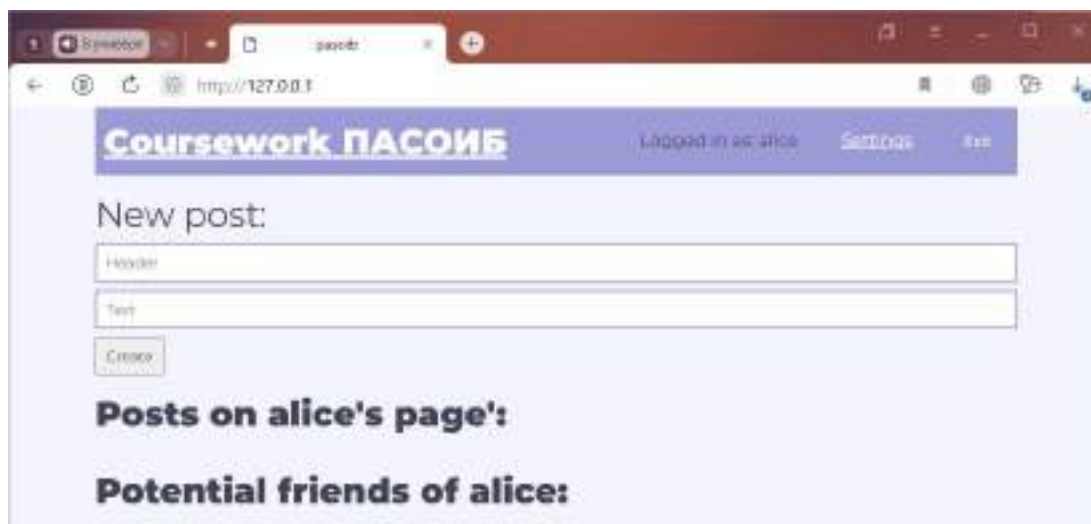 http://127.0.0.1
Coursework ПАСОИБ
Logged in as: alice
Settings
Exit
New post:
Header
Text
Create
Posts on alice's page':
Potential friends of alice: